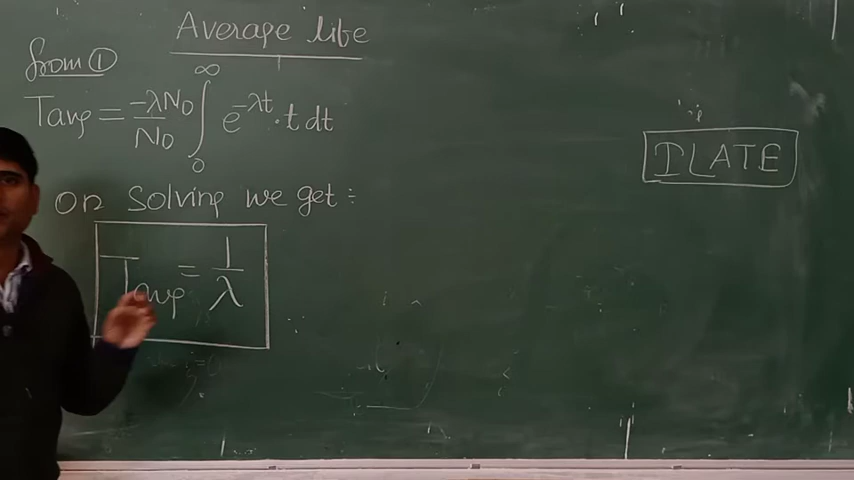 Average life
from ①
Tavg = -λN₀/N₀ ∫₀^∞ e^-λt · t dt
on solving we get :
Tavg = 1/λ
ILATE